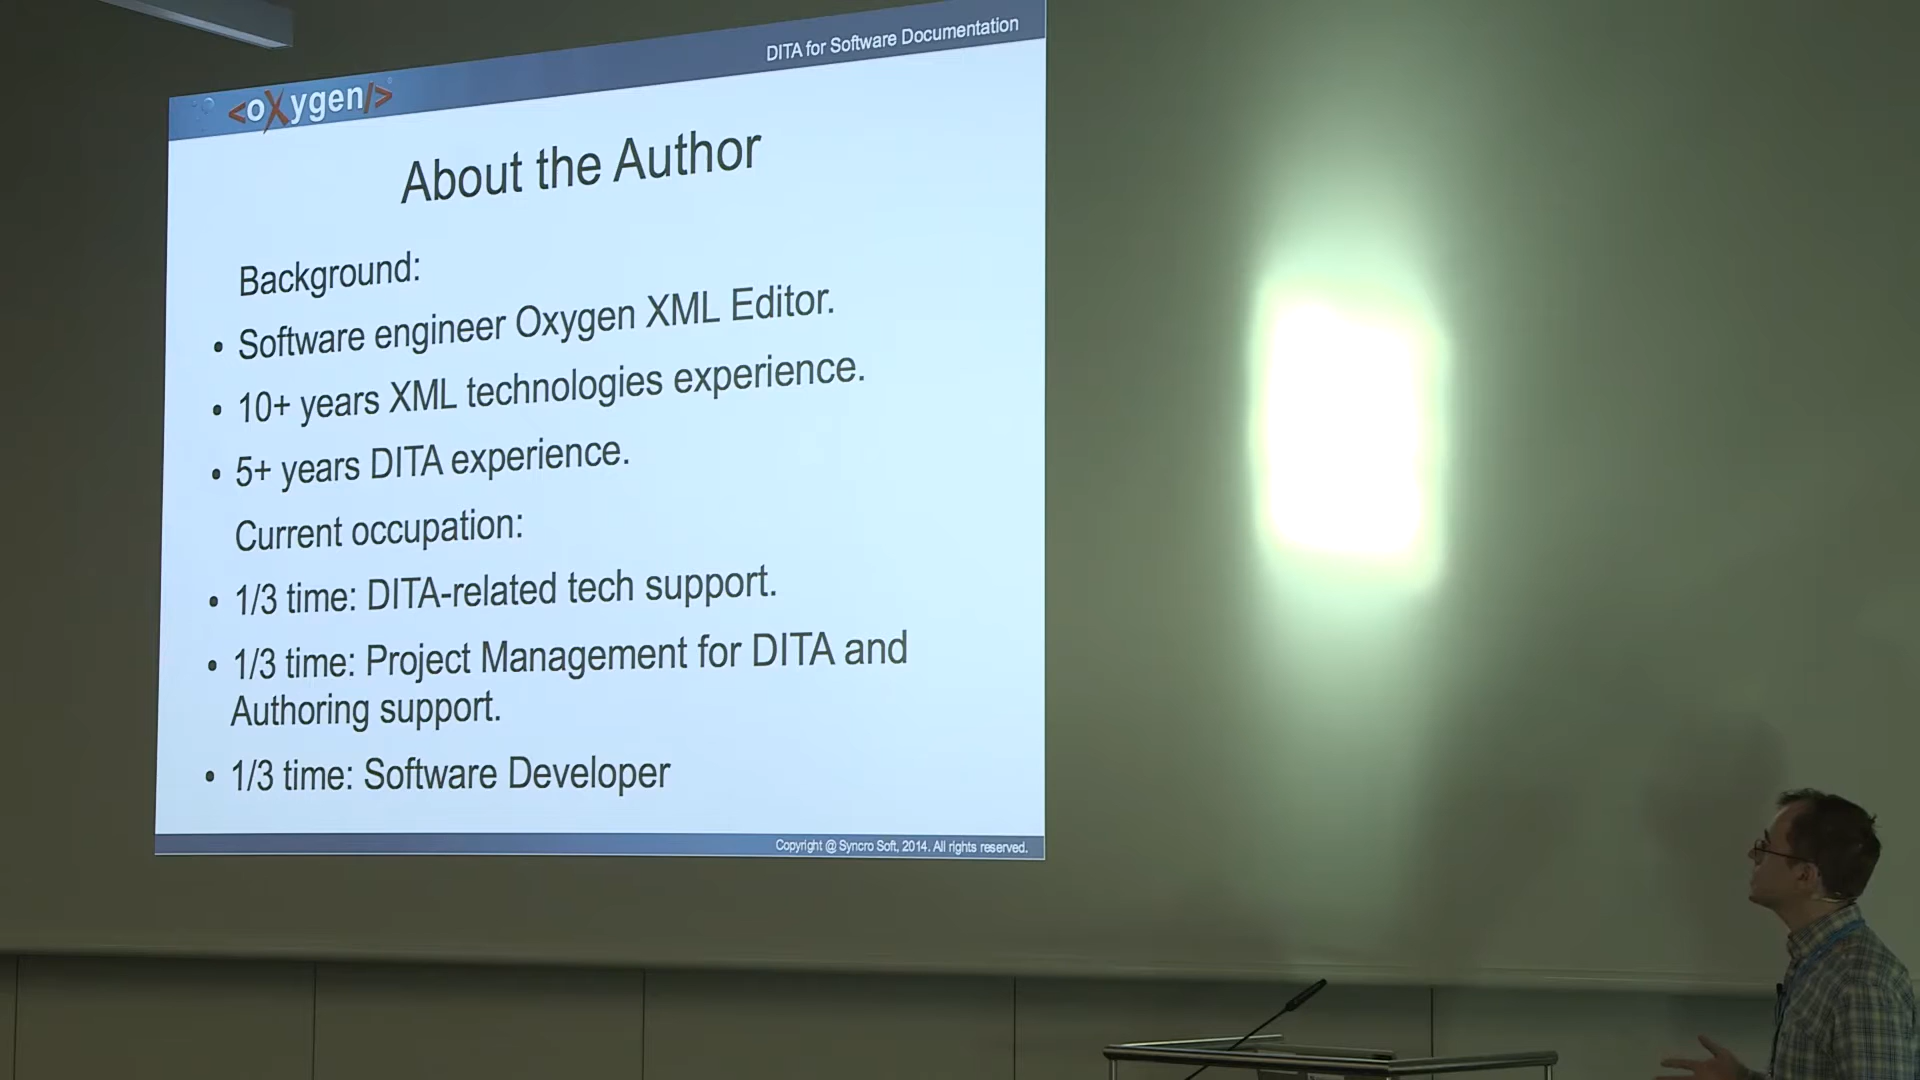 DITA for Software Documentation
<oXygen/>
About the Author
Background:
• Software engineer Oxygen XML Editor.
• 10+ years XML technologies experience.
• 5+ years DITA experience.
Current occupation:
• 1/3 time: DITA-related tech support.
• 1/3 time: Project Management for DITA and
Authoring support.
• 1/3 time: Software Developer
Copyright @ Syncro Soft, 2014. All rights reserved.